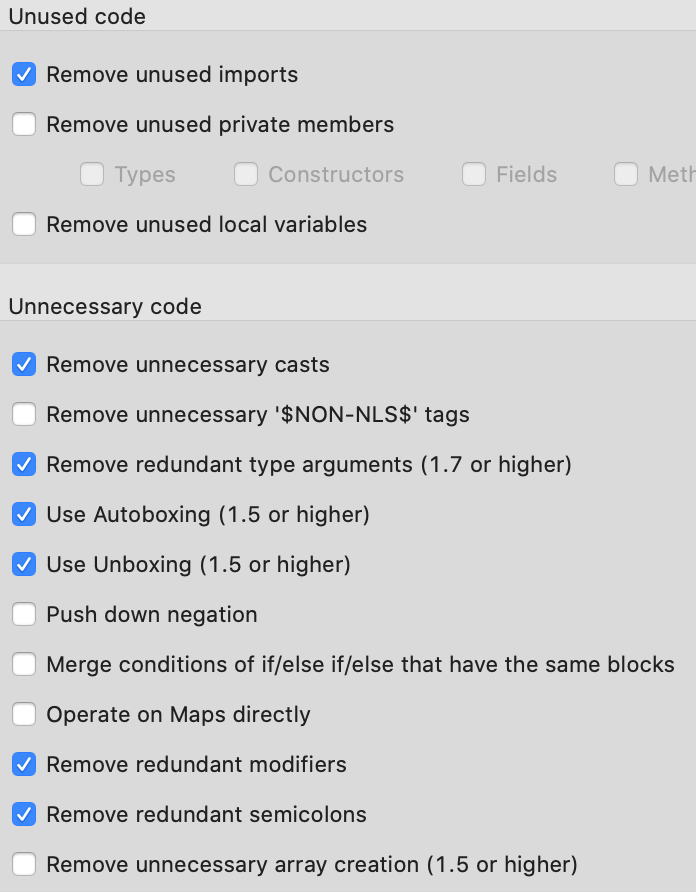 Unused code
Remove unused imports
Remove unused private members
Types Constructors Fields Meth
Remove unused local variables
Unnecessary code
Remove unnecessary casts
Remove unnecessary '$NON-NLS$' tags
Remove redundant type arguments (1.7 or higher)
Use Autoboxing (1.5 or higher)
Use Unboxing (1.5 or higher)
Push down negation
Merge conditions of if/else if/else that have the same blocks
Operate on Maps directly
Remove redundant modifiers
Remove redundant semicolons
Remove unnecessary array creation (1.5 or higher)